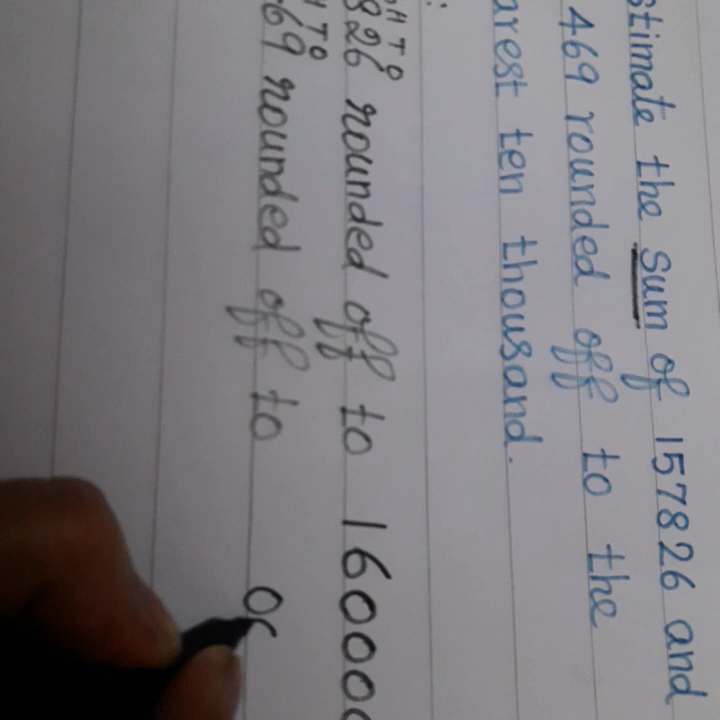 stimate the sum of 157826 and
469 rounded off to the
arest ten thousand.
:
H T O
826 rounded off to 16000
H T O
69 rounded off to 0